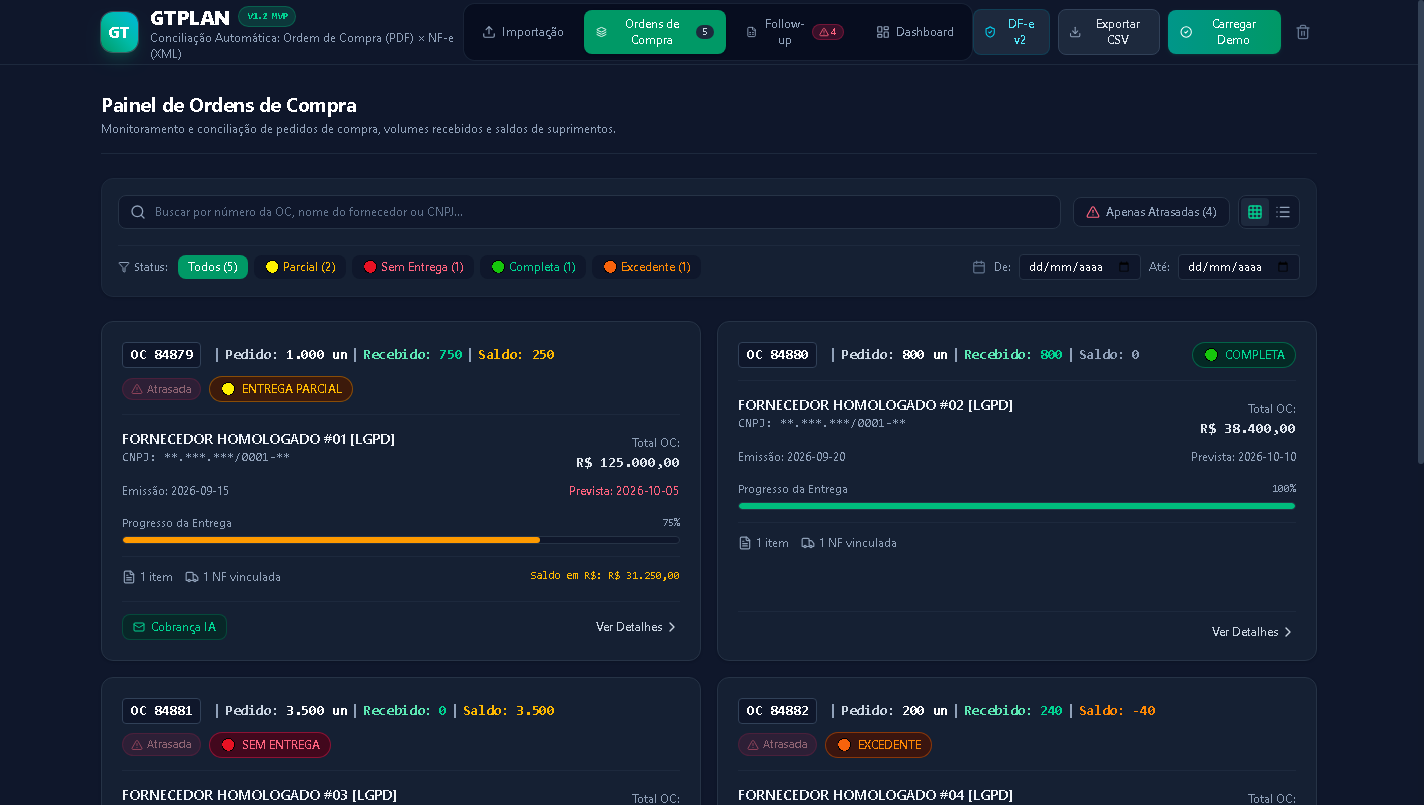 GT
GTPLAN
V1.2 MVP
Conciliação Automática: Ordem de Compra (PDF) × NF-e
(XML)
Importação
Ordens de
Compra
5
Follow-
up
4
Dashboard
DF-e
v2
Exportar
CSV
Carregar
Demo
Painel de Ordens de Compra
Monitoramento e conciliação de pedidos de compra, volumes recebidos e saldos de suprimentos.
Buscar por número da OC, nome do fornecedor ou CNPJ...
Apenas Atrasadas (4)
Status:
Todos (5)
Parcial (2)
Sem Entrega (1)
Completa (1)
Excedente (1)
De:
dd/mm/aaaa
Até:
dd/mm/aaaa
OC 84879 | Pedido: 1.000 un | Recebido: 750 | Saldo: 250
Atrasada
ENTREGA PARCIAL
FORNECEDOR HOMOLOGADO #01 [LGPD]
CNPJ: **.***.***/0001-**
Total OC:
R$ 125.000,00
Emissão: 2026-09-15
Prevista: 2026-10-05
Progresso da Entrega
75%
1 item
1 NF vinculada
Saldo em R$: R$ 31.250,00
Cobrança IA
Ver Detalhes
OC 84880 | Pedido: 800 un | Recebido: 800 | Saldo: 0
COMPLETA
FORNECEDOR HOMOLOGADO #02 [LGPD]
CNPJ: **.***.***/0001-**
Total OC:
R$ 38.400,00
Emissão: 2026-09-20
Prevista: 2026-10-10
Progresso da Entrega
100%
1 item
1 NF vinculada
Ver Detalhes
OC 84881 | Pedido: 3.500 un | Recebido: 0 | Saldo: 3.500
Atrasada
SEM ENTREGA
FORNECEDOR HOMOLOGADO #03 [LGPD]
Total OC:
OC 84882 | Pedido: 200 un | Recebido: 240 | Saldo: -40
Atrasada
EXCEDENTE
FORNECEDOR HOMOLOGADO #04 [LGPD]
Total OC: